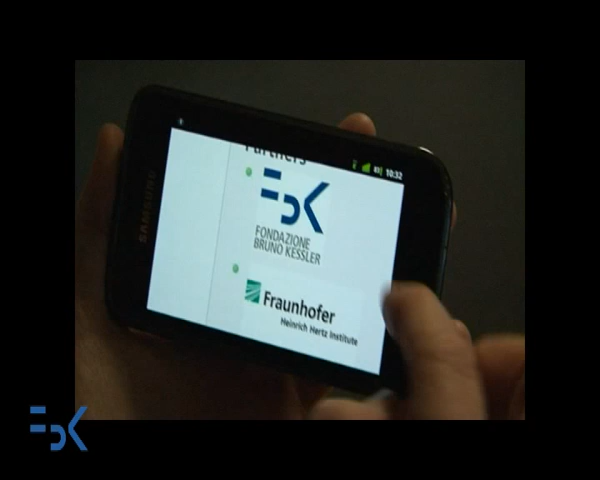 Partners
10:32
SAMSUNG
FONDAZIONE
BRUNO KESSLER
Fraunhofer
Heinrich Hertz Institute